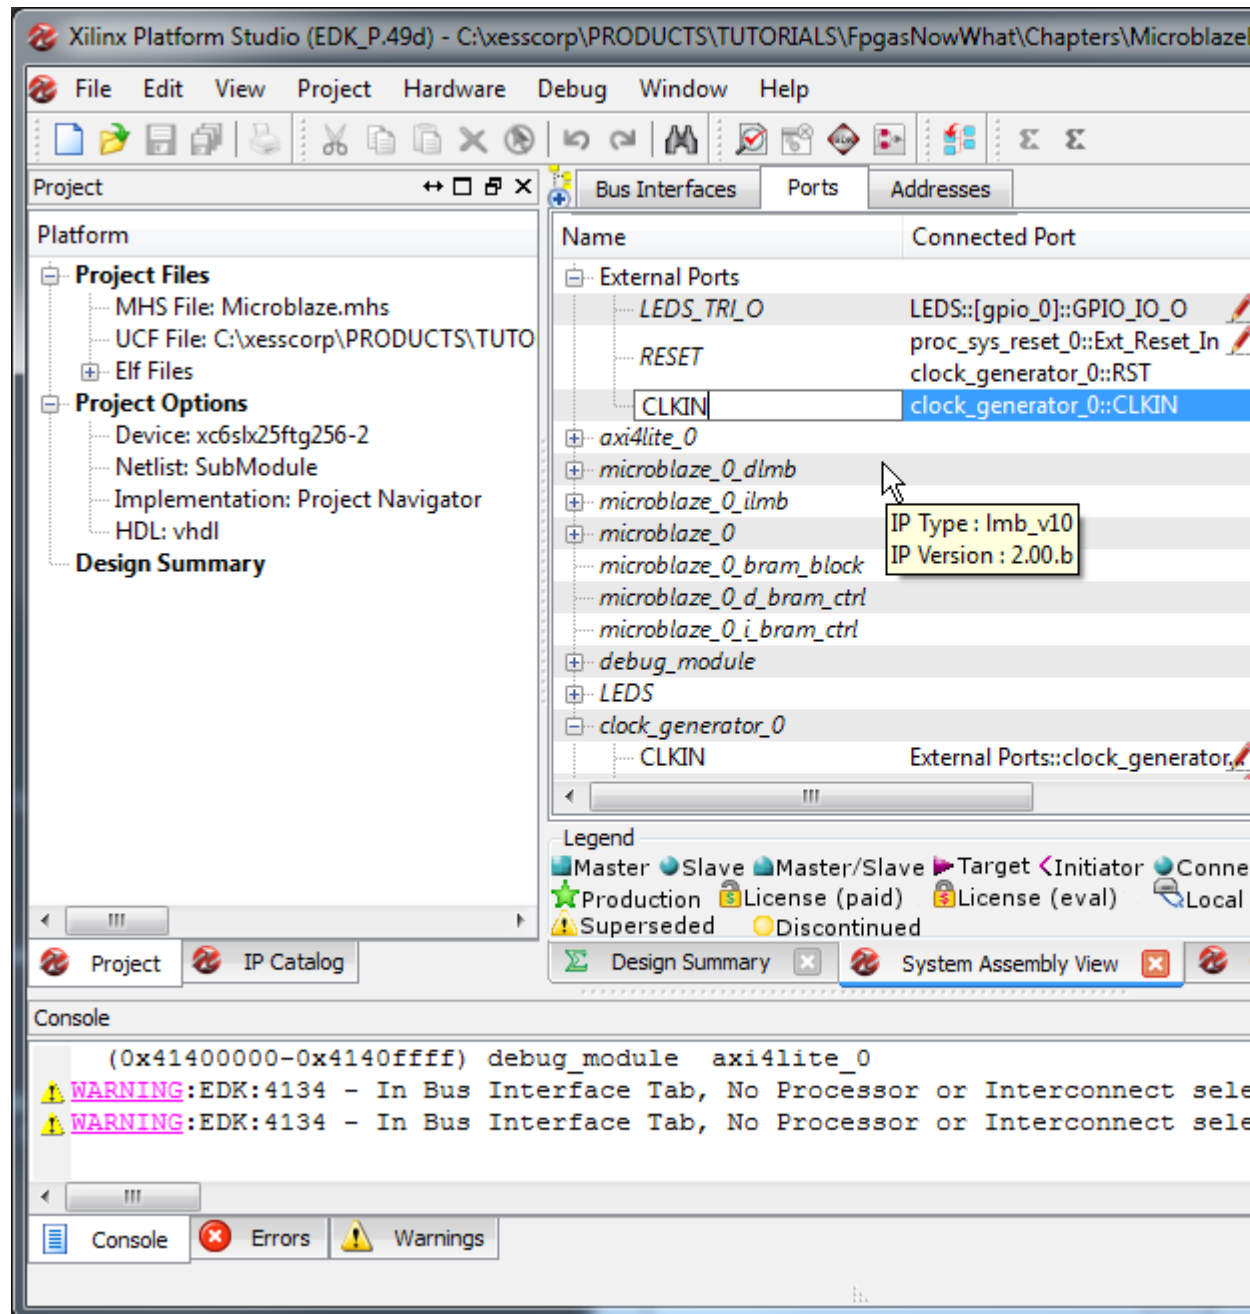 Xilinx Platform Studio (EDK_P.49d) - C:\xesscorp\PRODUCTS\TUTORIALS\FpgasNowWhat\Chapters\Microblaze
File Edit View Project Hardware Debug Window Help
Project
Platform
Project Files
MHS File: Microblaze.mhs
UCF File: C:\xesscorp\PRODUCTS\TUTO
Elf Files
Project Options
Device: xc6slx25ftg256-2
Netlist: SubModule
Implementation: Project Navigator
HDL: vhdl
Design Summary
Project IP Catalog
Bus Interfaces Ports Addresses
Name Connected Port
External Ports
LEDS_TRI_O LEDS::[gpio_0]::GPIO_IO_O
RESET proc_sys_reset_0::Ext_Reset_In
clock_generator_0::RST
CLKIN clock_generator_0::CLKIN
axi4lite_0
microblaze_0_dlmb
microblaze_0_ilmb
microblaze_0
microblaze_0_bram_block
microblaze_0_d_bram_ctrl
microblaze_0_i_bram_ctrl
debug_module
LEDS
clock_generator_0
CLKIN External Ports::clock_generator...
IP Type : lmb_v10
IP Version : 2.00.b
Legend
Master Slave Master/Slave Target Initiator Conne
Production License (paid) License (eval) Local
Superseded Discontinued
Design Summary System Assembly View
Console
(0x41400000-0x4140ffff) debug_module axi4lite_0
WARNING:EDK:4134 - In Bus Interface Tab, No Processor or Interconnect sele
WARNING:EDK:4134 - In Bus Interface Tab, No Processor or Interconnect sele
Console Errors Warnings